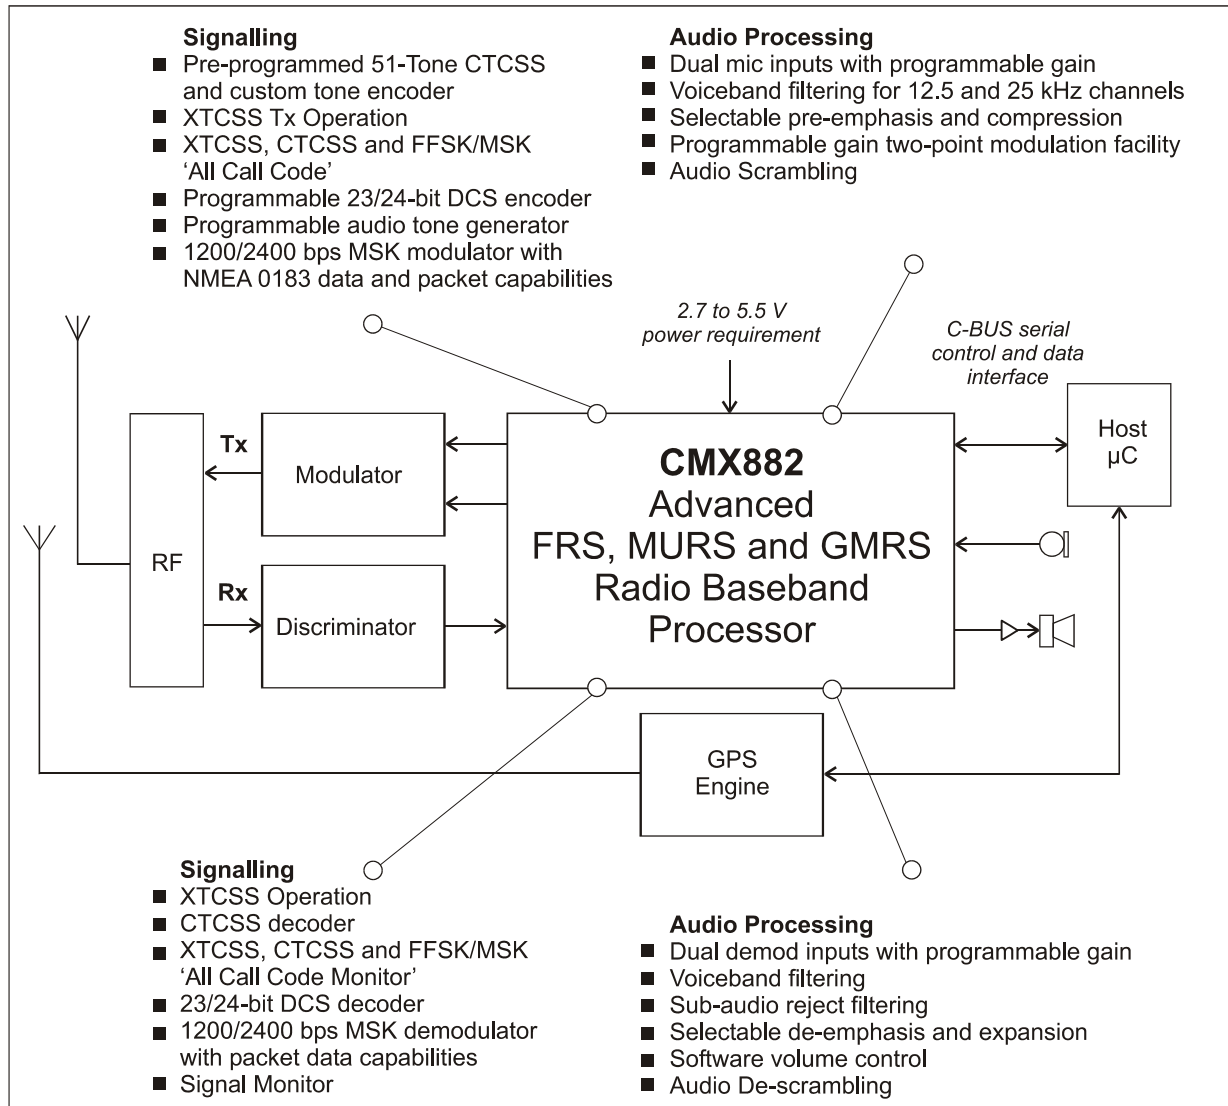 Signalling
■ Pre-programmed 51-Tone CTCSS
and custom tone encoder
■ XTCSS Tx Operation
■ XTCSS, CTCSS and FFSK/MSK
‘All Call Code’
■ Programmable 23/24-bit DCS encoder
■ Programmable audio tone generator
■ 1200/2400 bps MSK modulator with
NMEA 0183 data and packet capabilities
Audio Processing
■ Dual mic inputs with programmable gain
■ Voiceband filtering for 12.5 and 25 kHz channels
■ Selectable pre-emphasis and compression
■ Programmable gain two-point modulation facility
■ Audio Scrambling
2.7 to 5.5 V
power requirement
C-BUS serial
control and data
interface
RF
Tx
Modulator
Rx
Discriminator
CMX882
Advanced
FRS, MURS and GMRS
Radio Baseband
Processor
Host
µC
GPS
Engine
Signalling
■ XTCSS Operation
■ CTCSS decoder
■ XTCSS, CTCSS and FFSK/MSK
‘All Call Code Monitor’
■ 23/24-bit DCS decoder
■ 1200/2400 bps MSK demodulator
with packet data capabilities
■ Signal Monitor
Audio Processing
■ Dual demod inputs with programmable gain
■ Voiceband filtering
■ Sub-audio reject filtering
■ Selectable de-emphasis and expansion
■ Software volume control
■ Audio De-scrambling